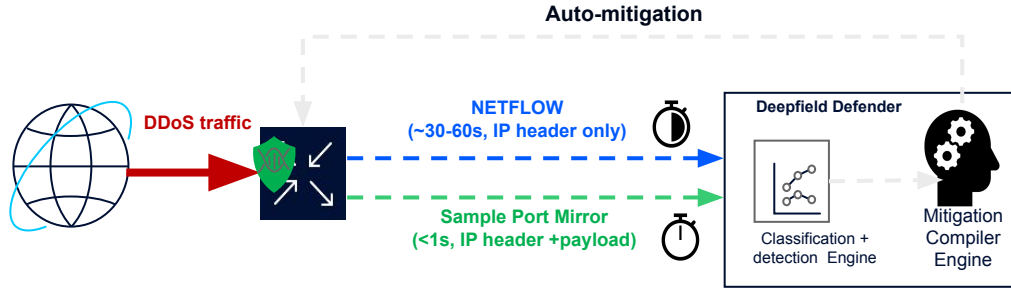 Auto-mitigation
DDoS traffic
NETFLOW
(~30-60s, IP header only)
Sample Port Mirror
(<1s, IP header +payload)
Deepfield Defender
Classification +
detection Engine
Mitigation
Compiler
Engine